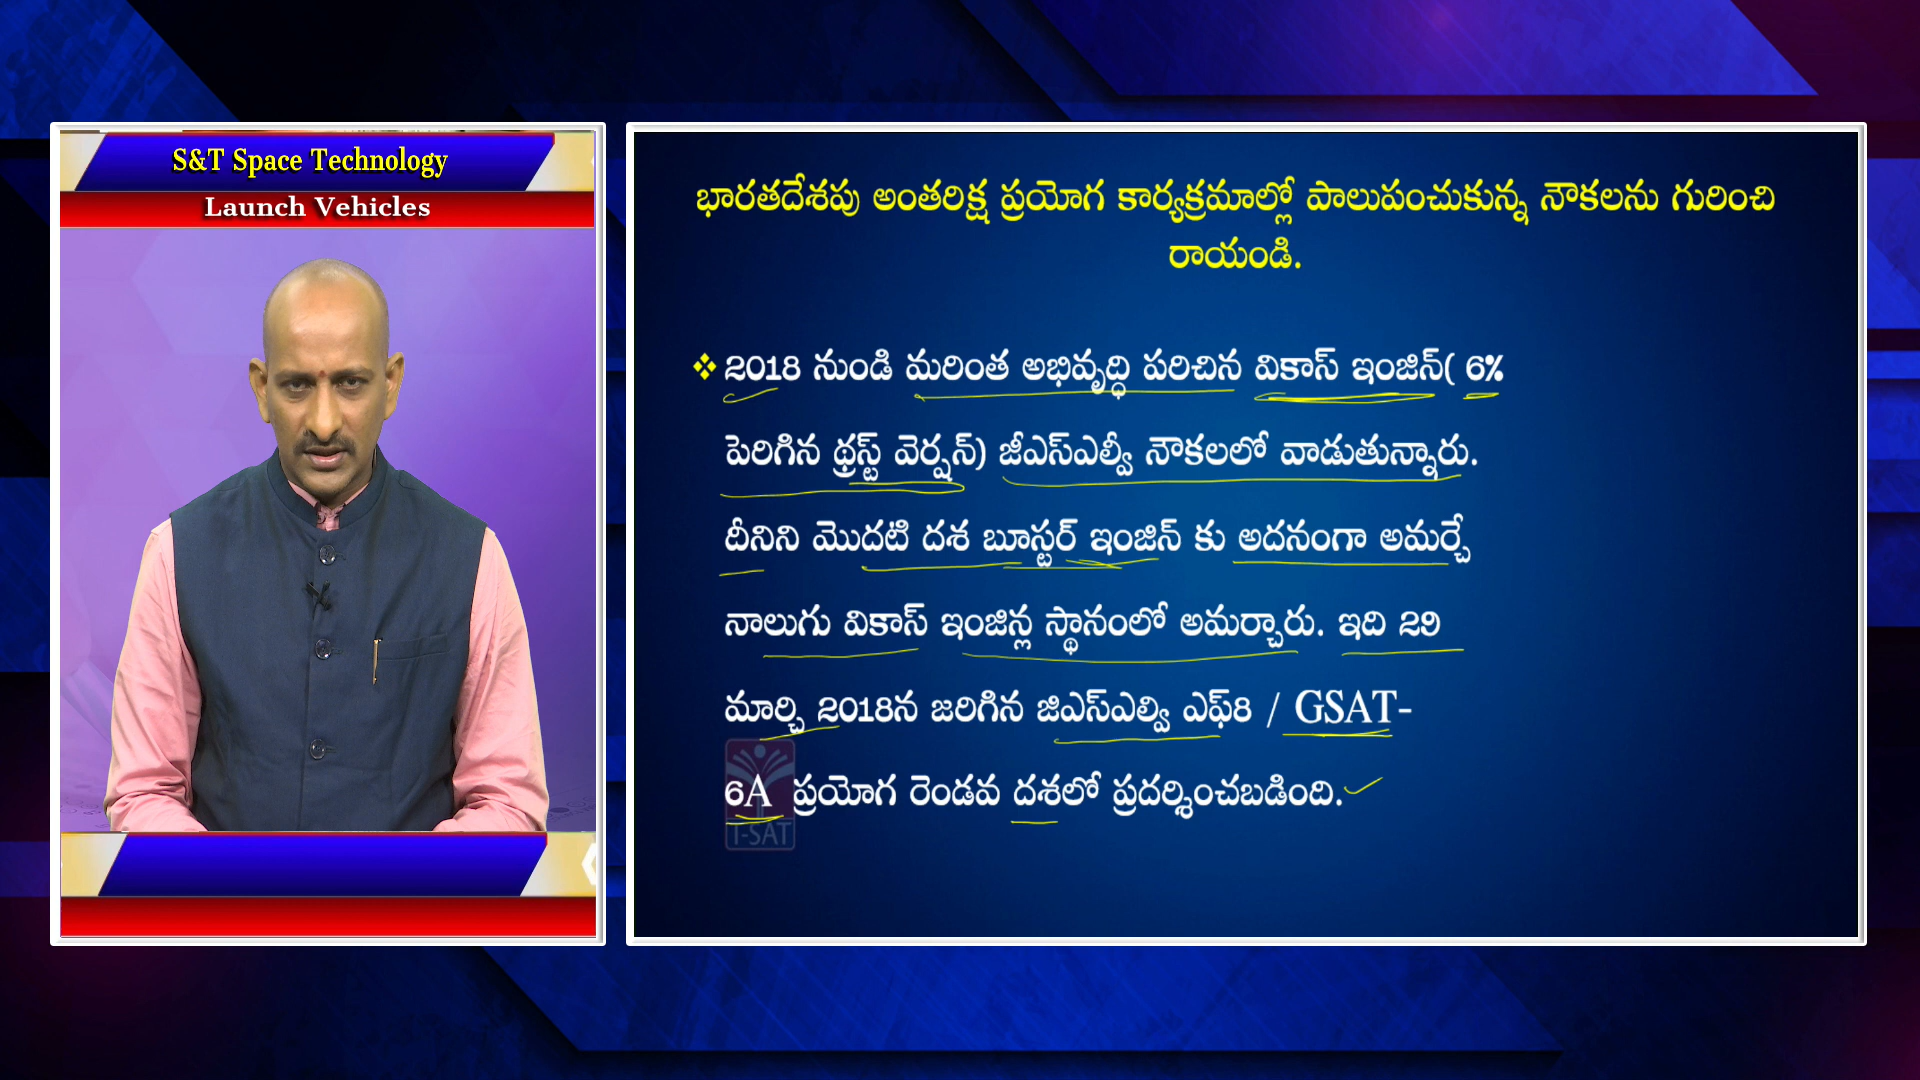 S&T Space Technology
Launch Vehicles
భారతదేశపు అంతరిక్ష ప్రయోగ కార్యక్రమాల్లో పాలుపంచుకున్న నౌకలను గురించి
రాయండి.
❖ 2018 నుండి మరింత అభివృద్ధి పరిచిన వికాస్ ఇంజిన్( 6%
పెరిగిన థ్రస్ట్ వెర్షన్) జీఎస్ఎల్వీ నౌకలలో వాడుతున్నారు.
దీనిని మొదటి దశ బూస్టర్ ఇంజిన్ కు అదనంగా అమర్చే
నాలుగు వికాస్ ఇంజిన్ల స్థానంలో అమర్చారు. ఇది 29
మార్చి 2018న జరిగిన జిఎస్ఎల్వి ఎఫ్8 / GSAT-
6A ప్రయోగ రెండవ దశలో ప్రదర్శించబడింది.
T-SAT